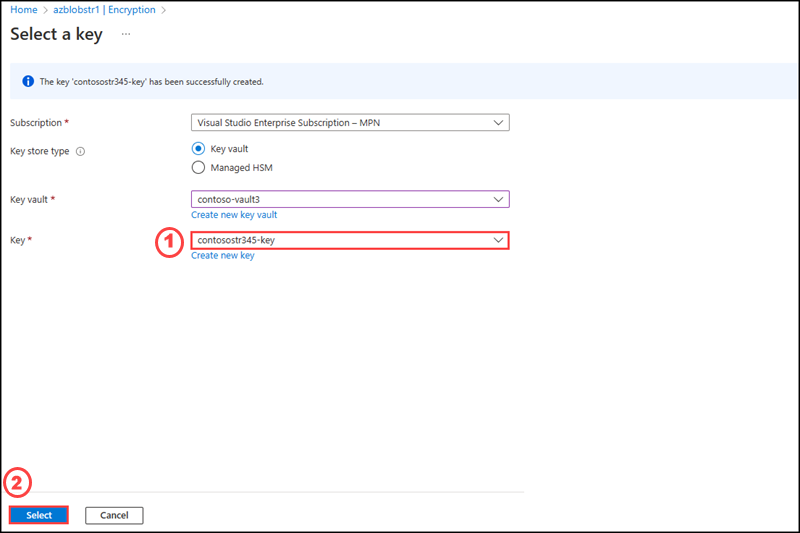 Home > azblobstr1 | Encryption >
Select a key ...
The key 'contosostr345-key' has been successfully created.
Subscription * Visual Studio Enterprise Subscription – MPN
Key store type Key vault
Managed HSM
Key vault * contoso-vault3
Create new key vault
1
Key * contosostr345-key
Create new key
2
Select Cancel